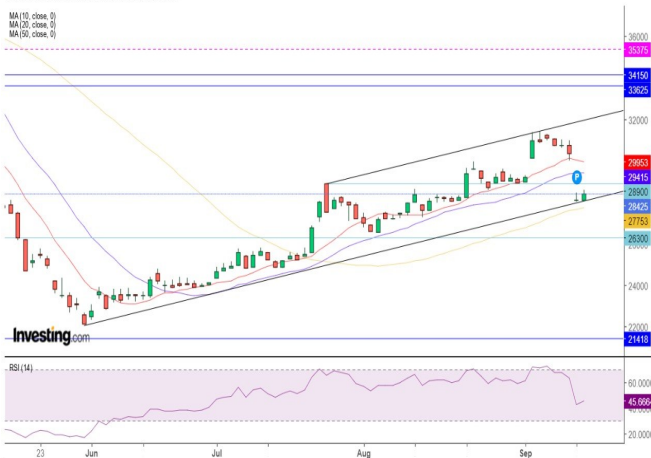 MA (10, close, 0)
MA (20, close, 0)
MA (50, close, 0)
36000
35375
34150
33625
32000
29953
29415
28900
28425
27753
26300
26000
24000
22000
21418
Investing.com
P
RSI (14)
60.0000
45.6664
20.0000
23 Jun Jul Aug Sep